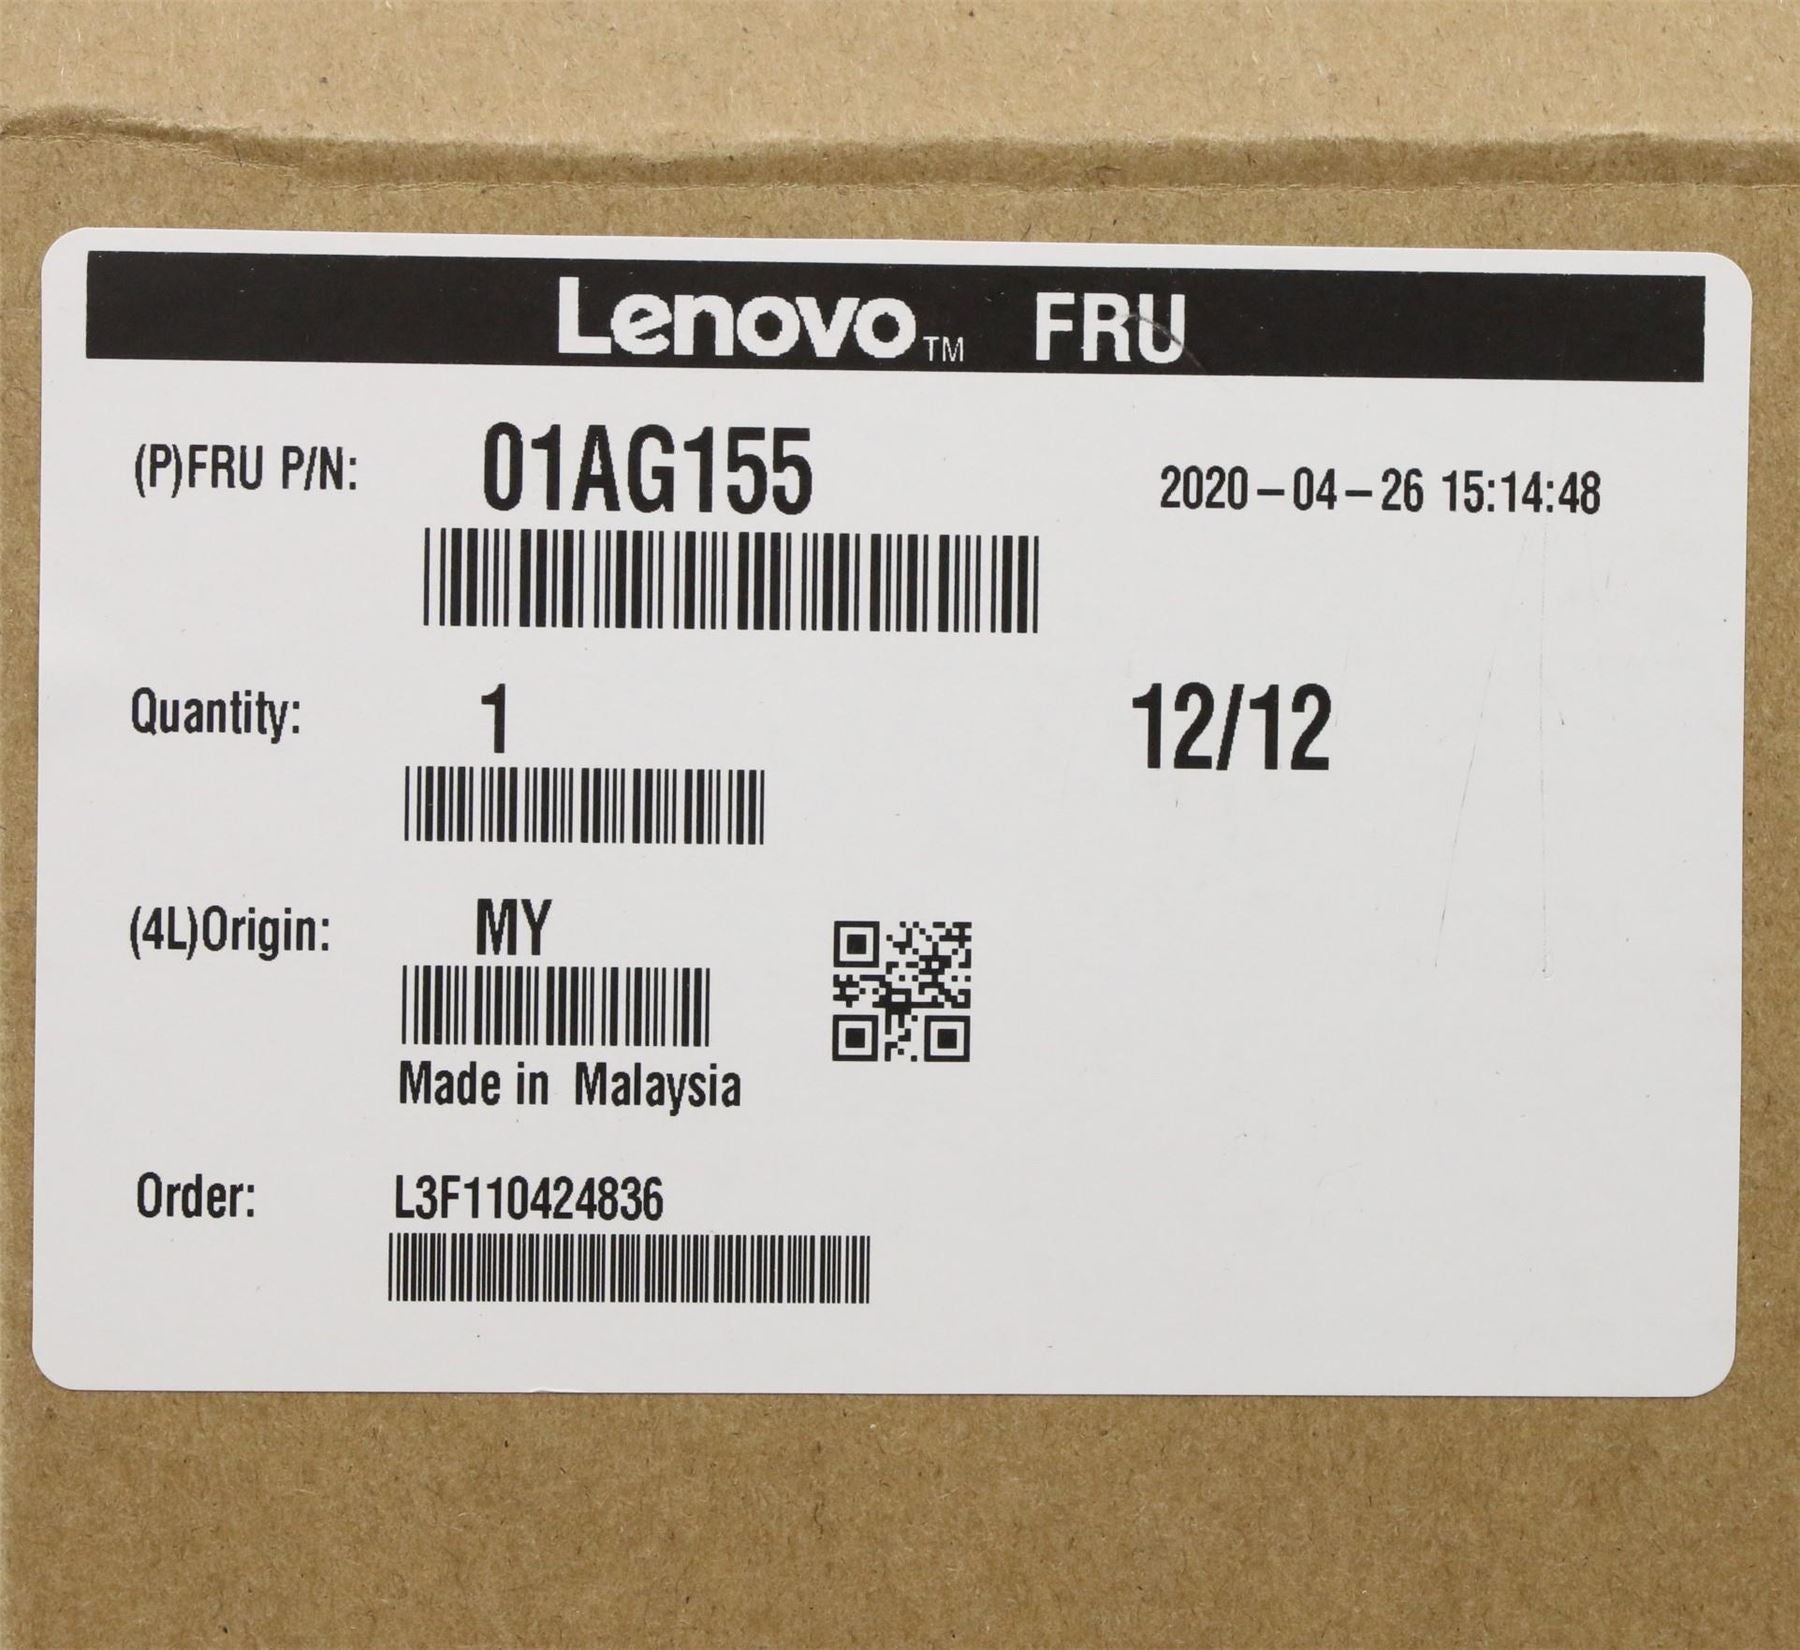 Lenovo™ FRU
(P)FRU P/N: 01AG155 2020-04-26 15:14:48
Quantity: 1 12/12
(4L)Origin: MY
Made in Malaysia
Order: L3F110424836